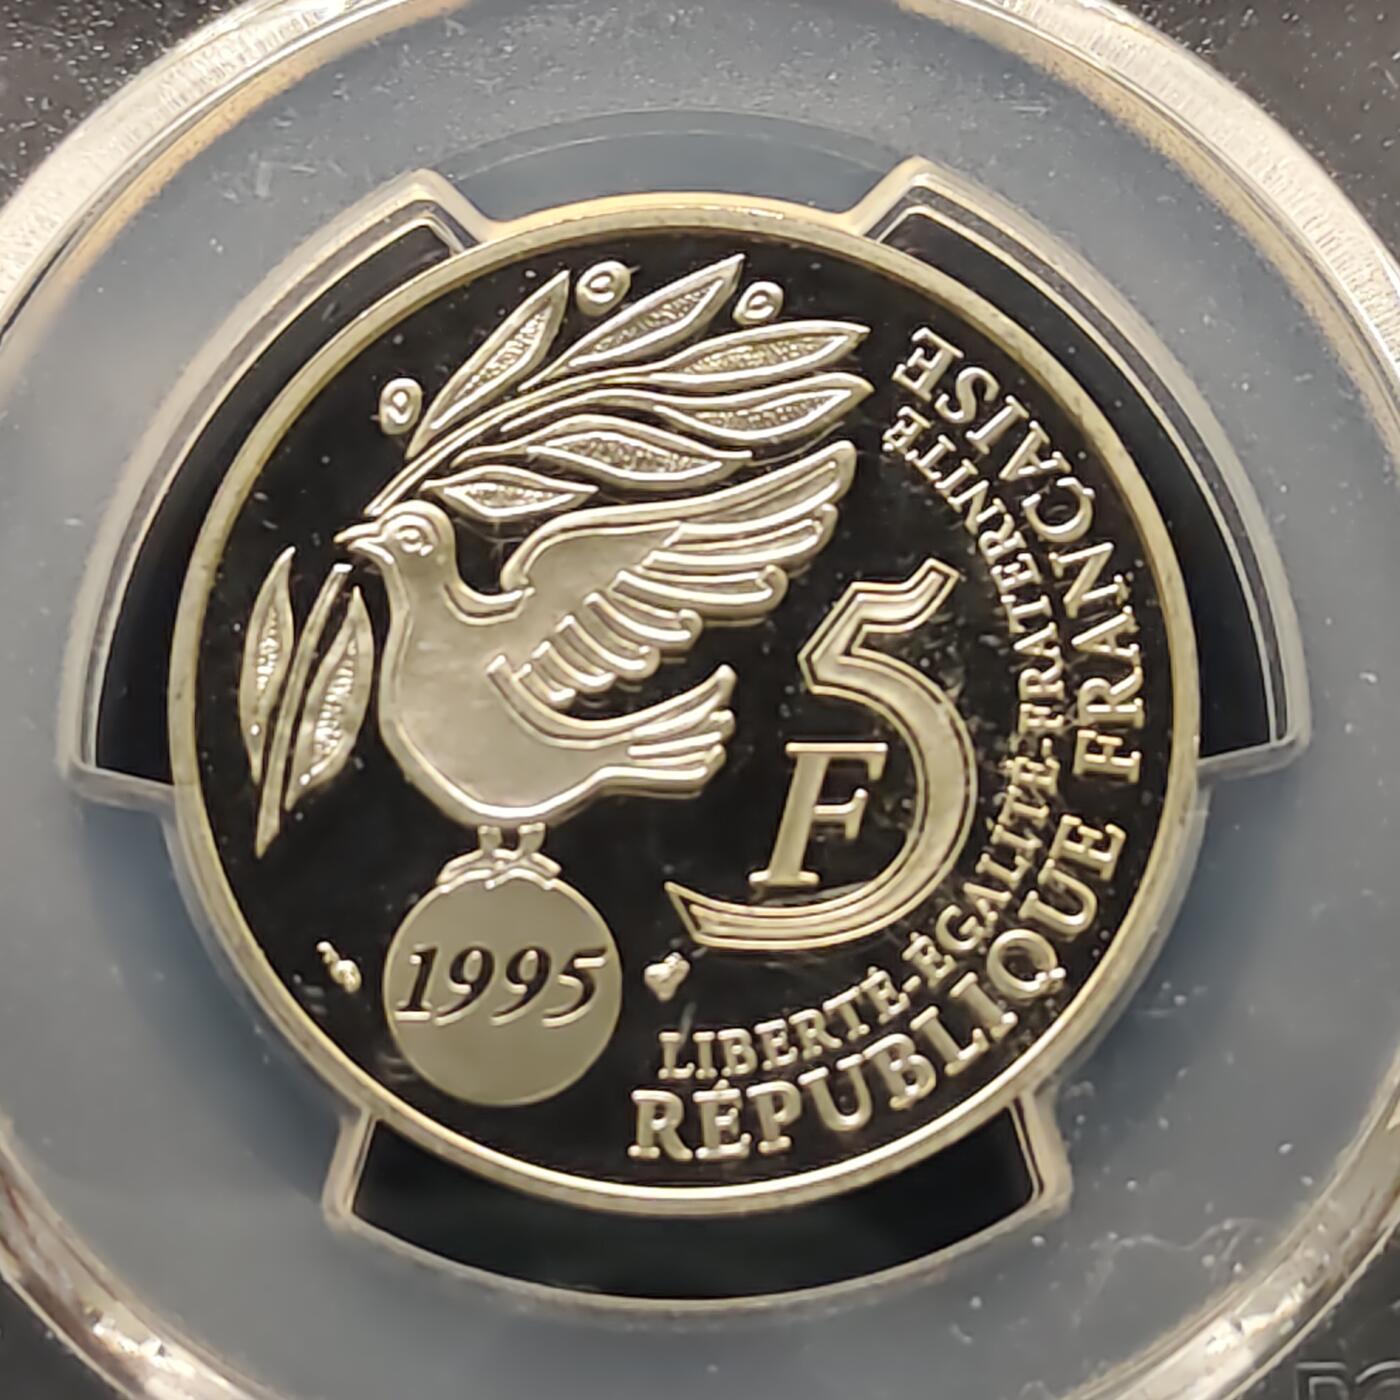 5
F
1995
LIBERTÉ-ÉGALITÉ-FRATERNITÉ
RÉPUBLIQUE FRANÇAISE